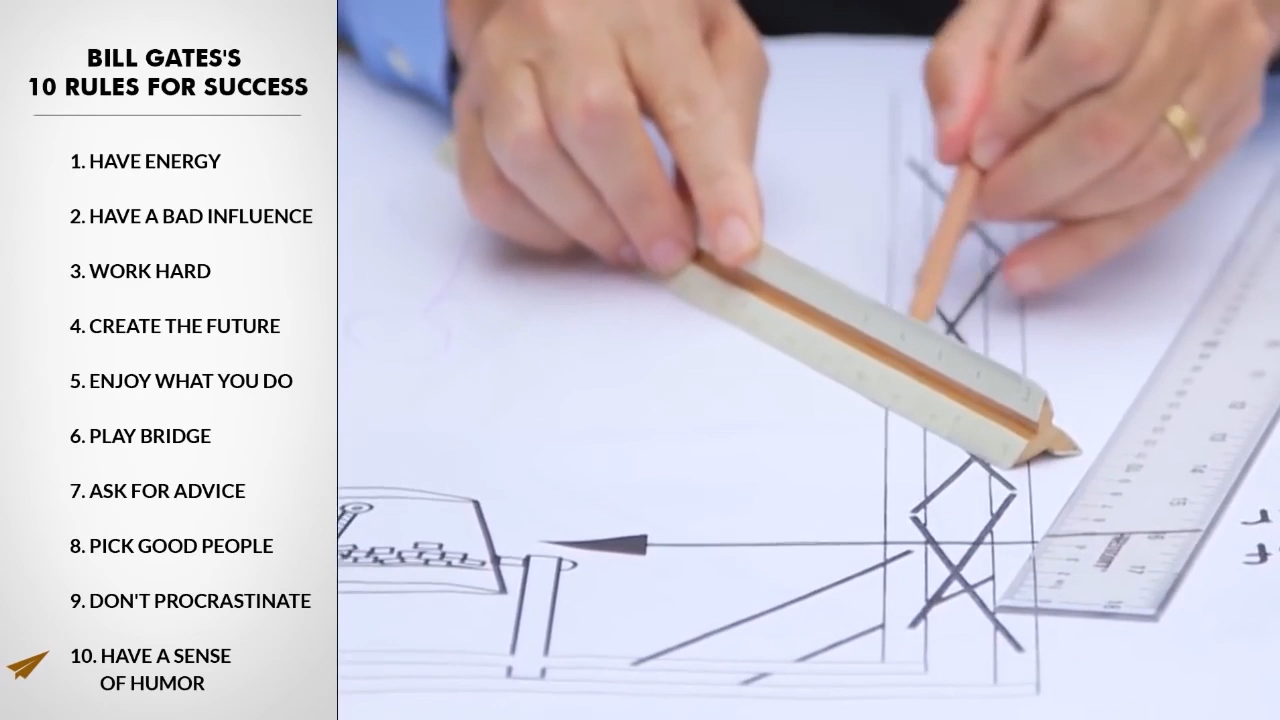 BILL GATES'S
10 RULES FOR SUCCESS
1. HAVE ENERGY
2. HAVE A BAD INFLUENCE
3. WORK HARD
4. CREATE THE FUTURE
5. ENJOY WHAT YOU DO
6. PLAY BRIDGE
7. ASK FOR ADVICE
8. PICK GOOD PEOPLE
9. DON'T PROCRASTINATE
10. HAVE A SENSE
OF HUMOR